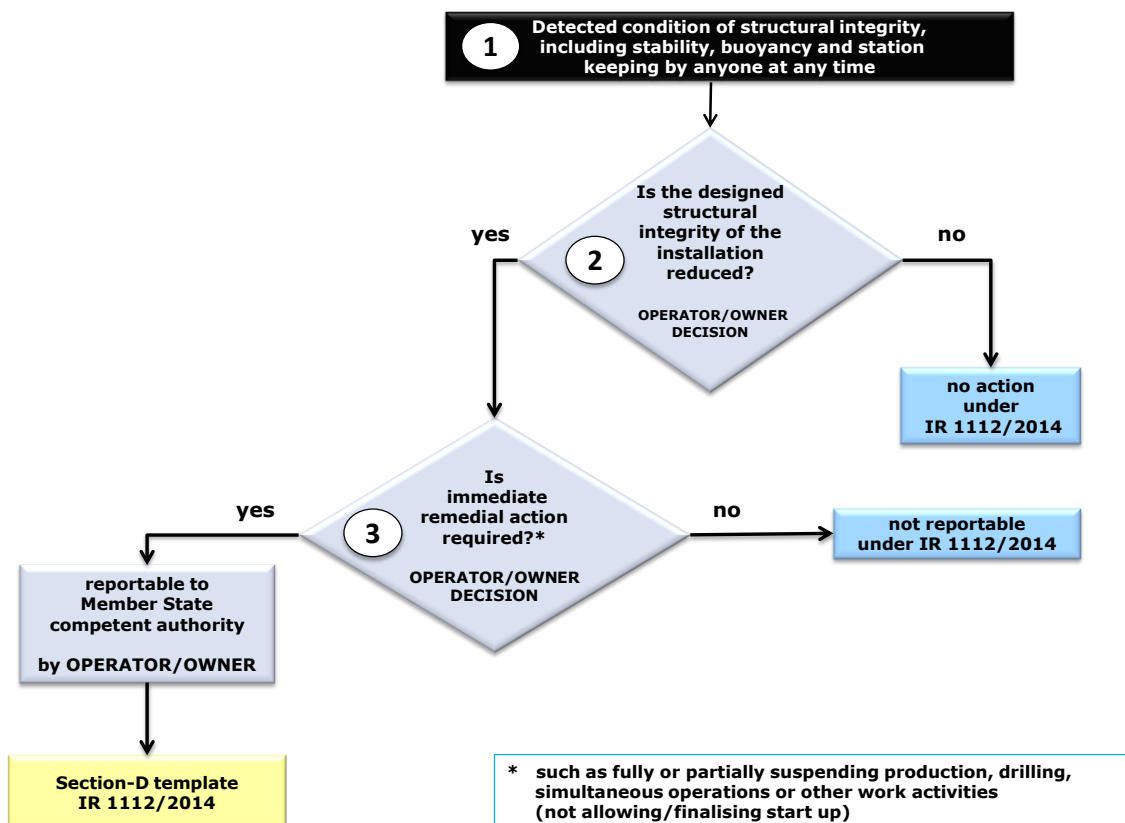 1
Detected condition of structural integrity,
including stability, buoyancy and station
keeping by anyone at any time
Is the designed
structural
integrity of the
installation
reduced?
2
OPERATOR/OWNER
DECISION
yes
no
no action
under
IR 1112/2014
Is
immediate
remedial action
required?*
3
OPERATOR/OWNER
DECISION
yes
no
not reportable
under IR 1112/2014
reportable to
Member State
competent authority
by OPERATOR/OWNER
Section-D template
IR 1112/2014
* such as fully or partially suspending production, drilling,
simultaneous operations or other work activities
(not allowing/finalising start up)